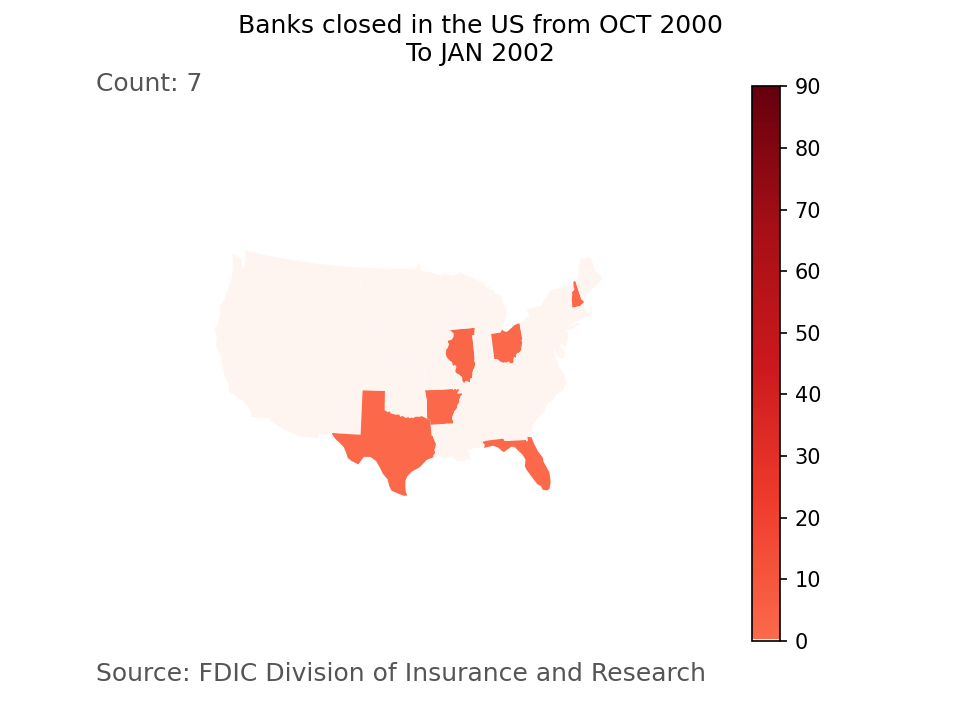 Banks closed in the US from OCT 2000
To JAN 2002
Count: 7
90
80
70
60
50
40
30
20
10
0
Source: FDIC Division of Insurance and Research